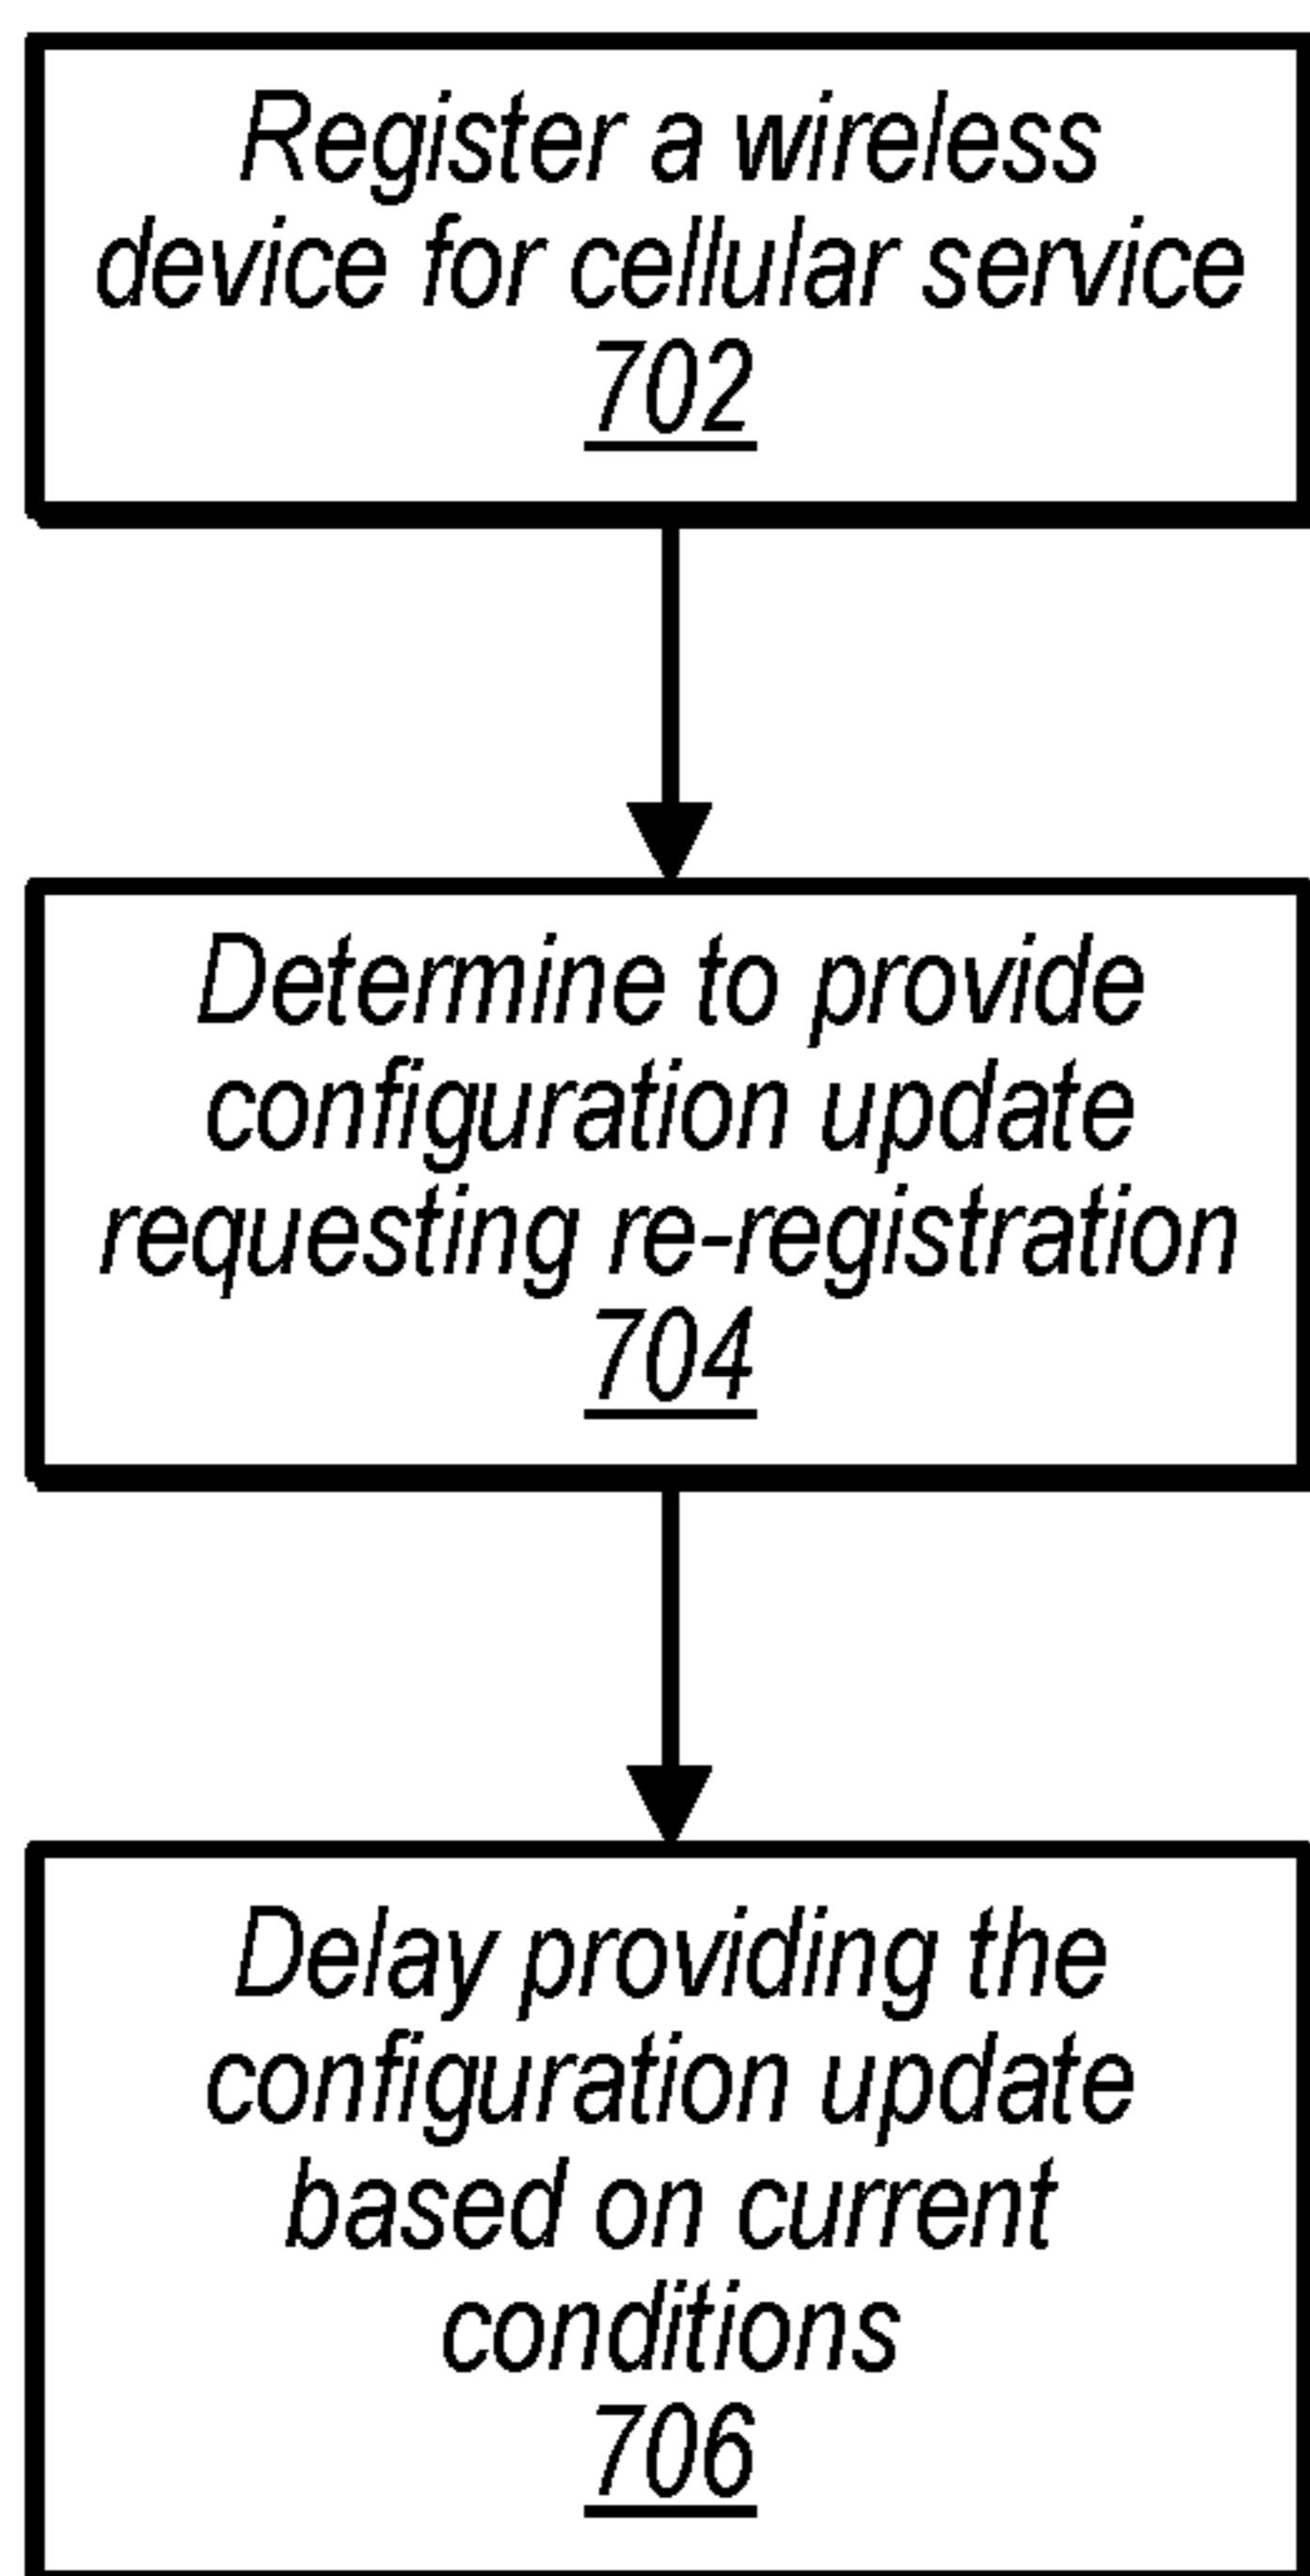 Register a wireless
device for cellular service
702
Determine to provide
configuration update
requesting re-registration
704
Delay providing the
configuration update
based on current
conditions
706